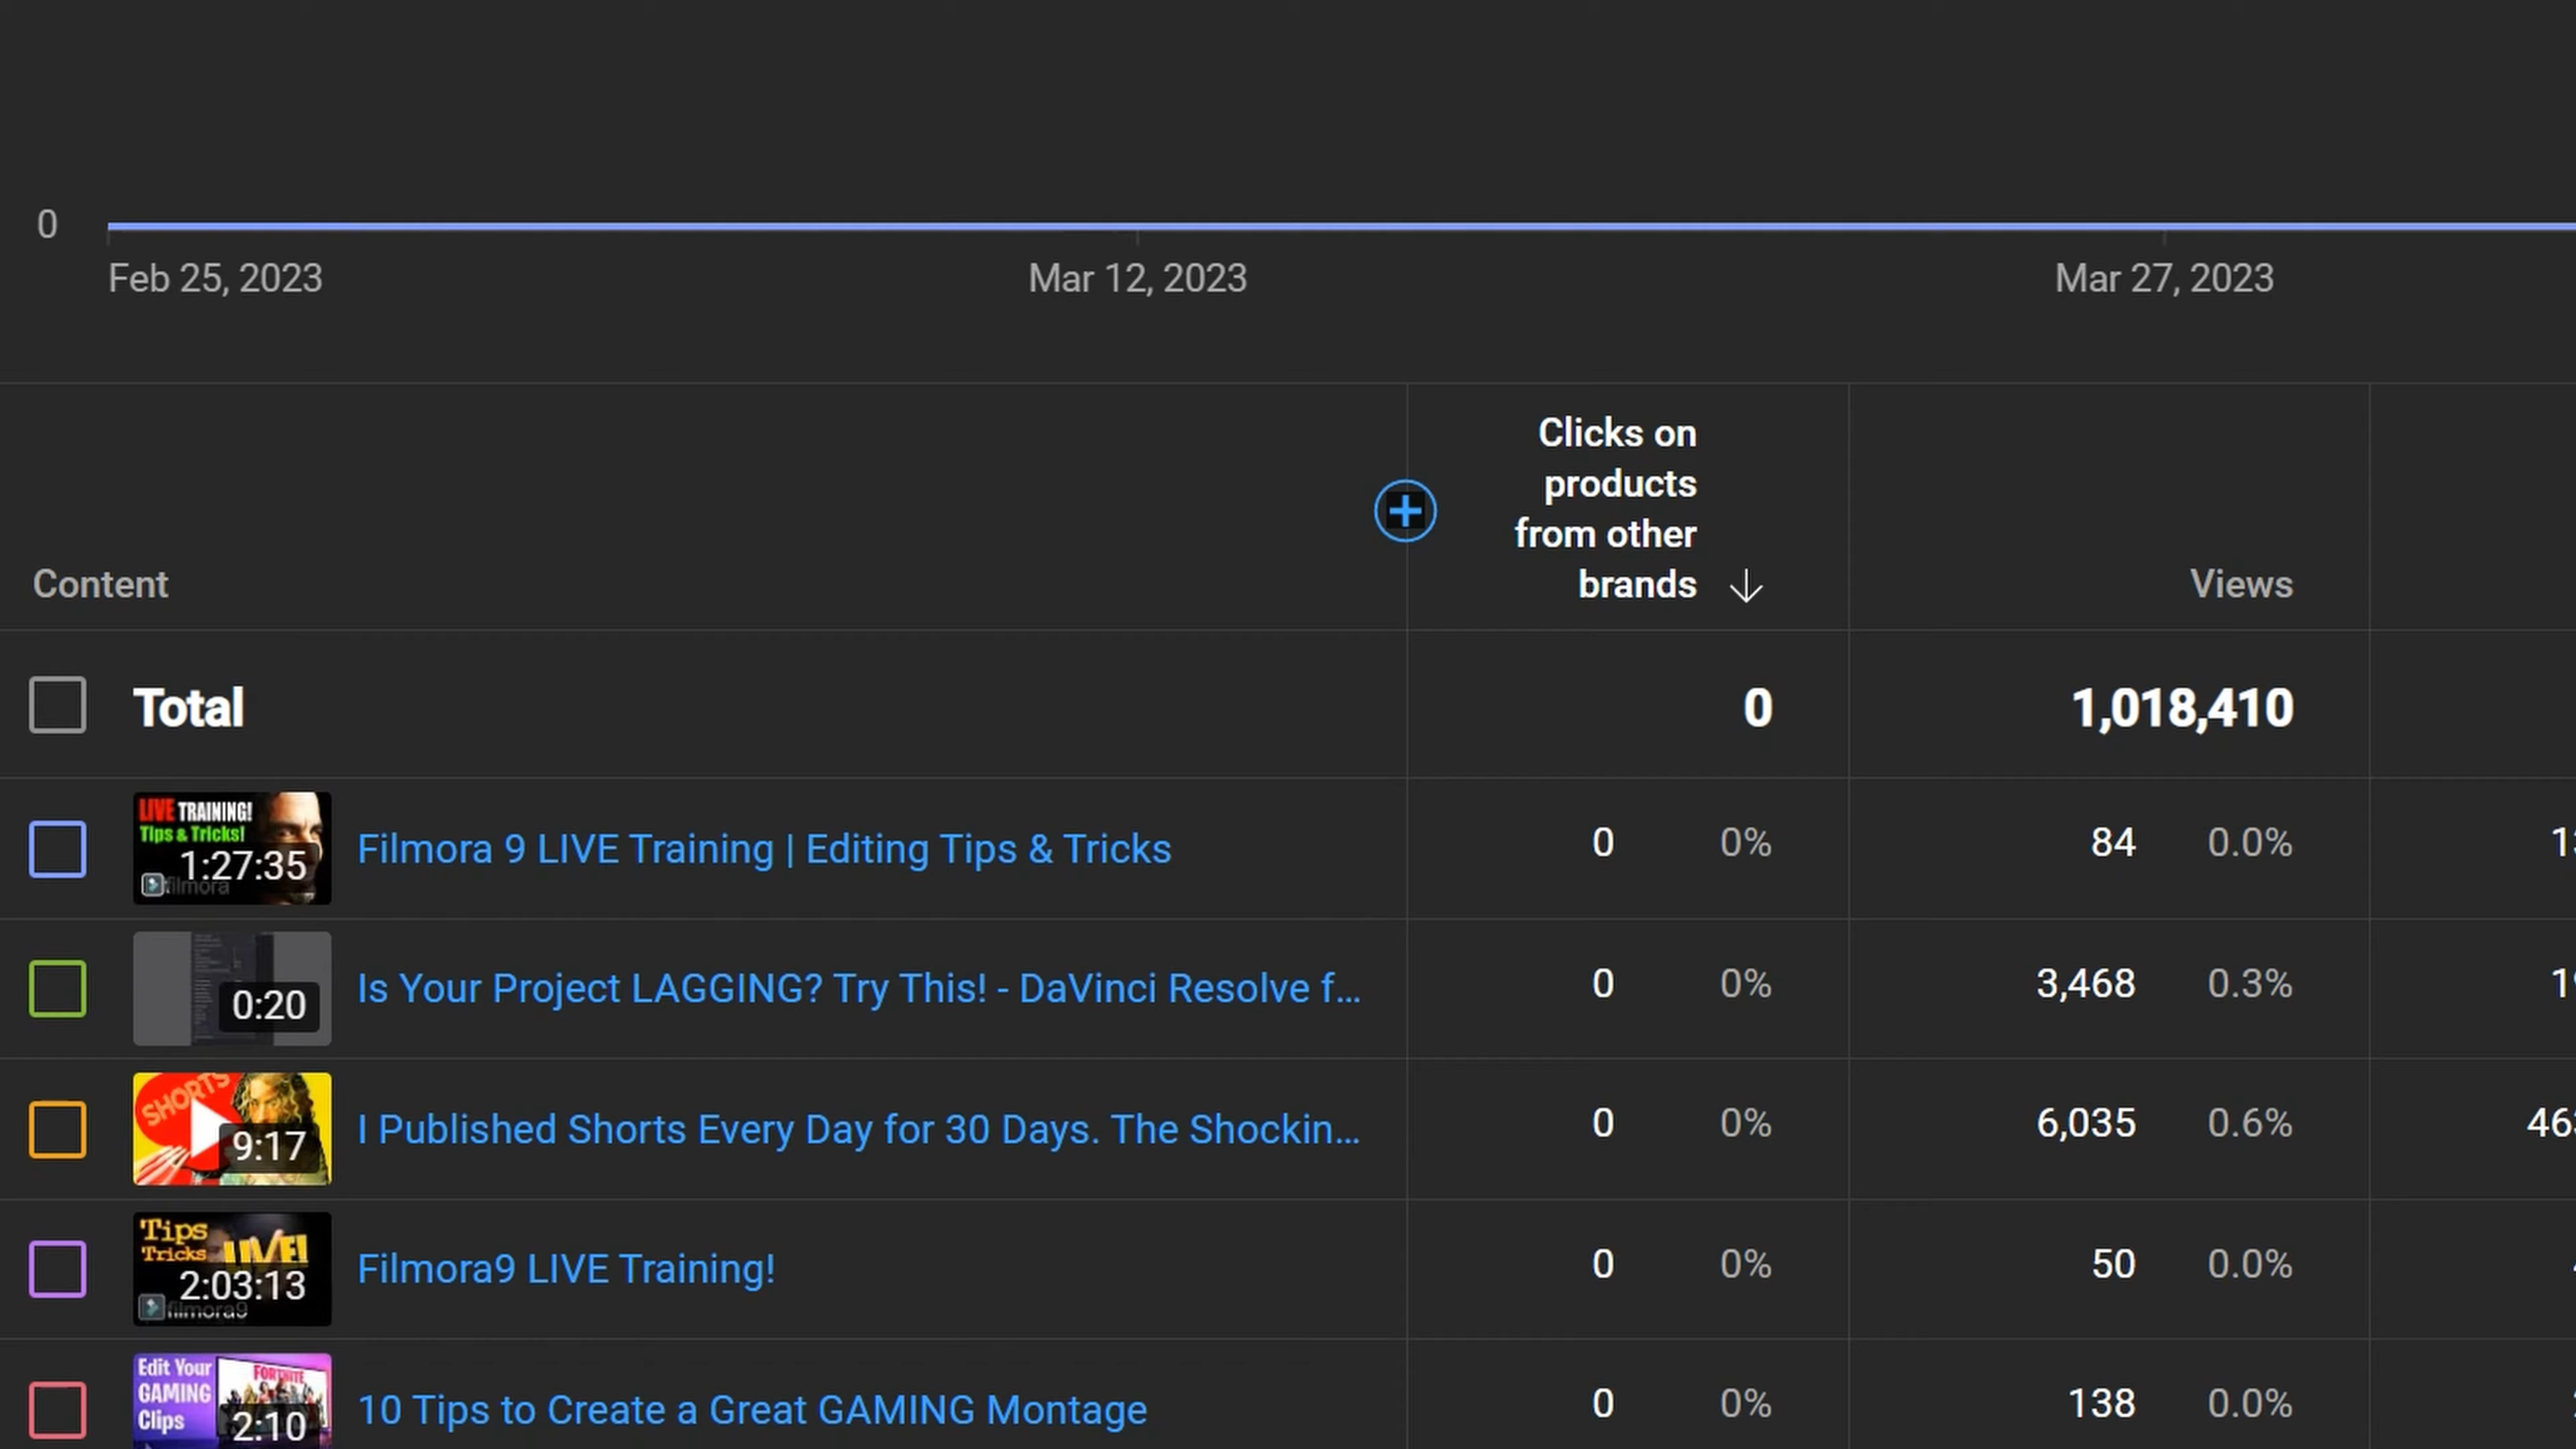 0
Feb 25, 2023
Mar 12, 2023
Mar 27, 2023
Clicks on
products
from other
Content
brands
Views
Total
0
1,018,410
LIVE TRAINING!
Tips & Tricks!
1:27:35
filmora
Filmora 9 LIVE Training | Editing Tips & Tricks
0
0%
84
0.0%
0:20
Is Your Project LAGGING? Try This! - DaVinci Resolve f...
0
0%
3,468
0.3%
SHORTS
9:17
I Published Shorts Every Day for 30 Days. The Shockin...
0
0%
6,035
0.6%
Tips
Tricks LIVE!
2:03:13
filmora9
Filmora9 LIVE Training!
0
0%
50
0.0%
Edit Your
GAMING
Clips
FORTNITE
2:10
10 Tips to Create a Great GAMING Montage
0
0%
138
0.0%